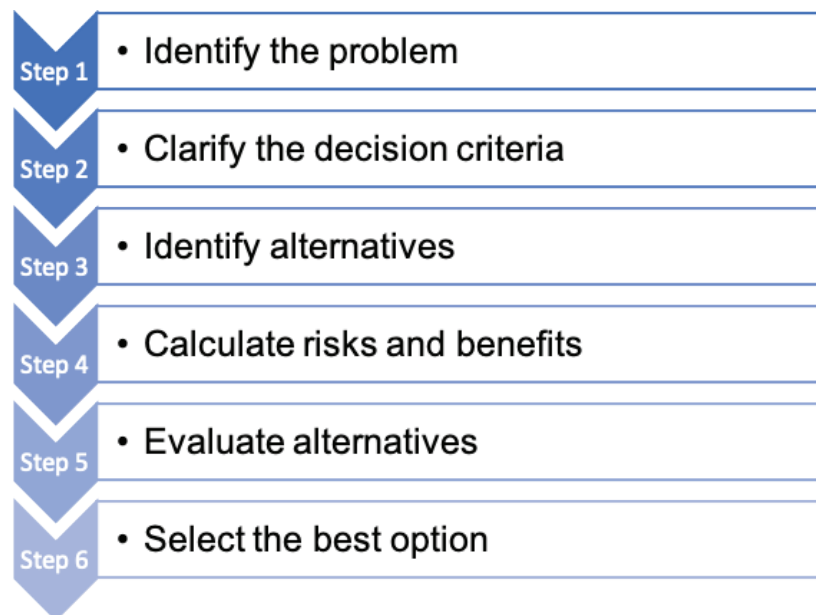 Step 1
• Identify the problem
Step 2
• Clarify the decision criteria
Step 3
• Identify alternatives
Step 4
• Calculate risks and benefits
Step 5
• Evaluate alternatives
Step 6
• Select the best option